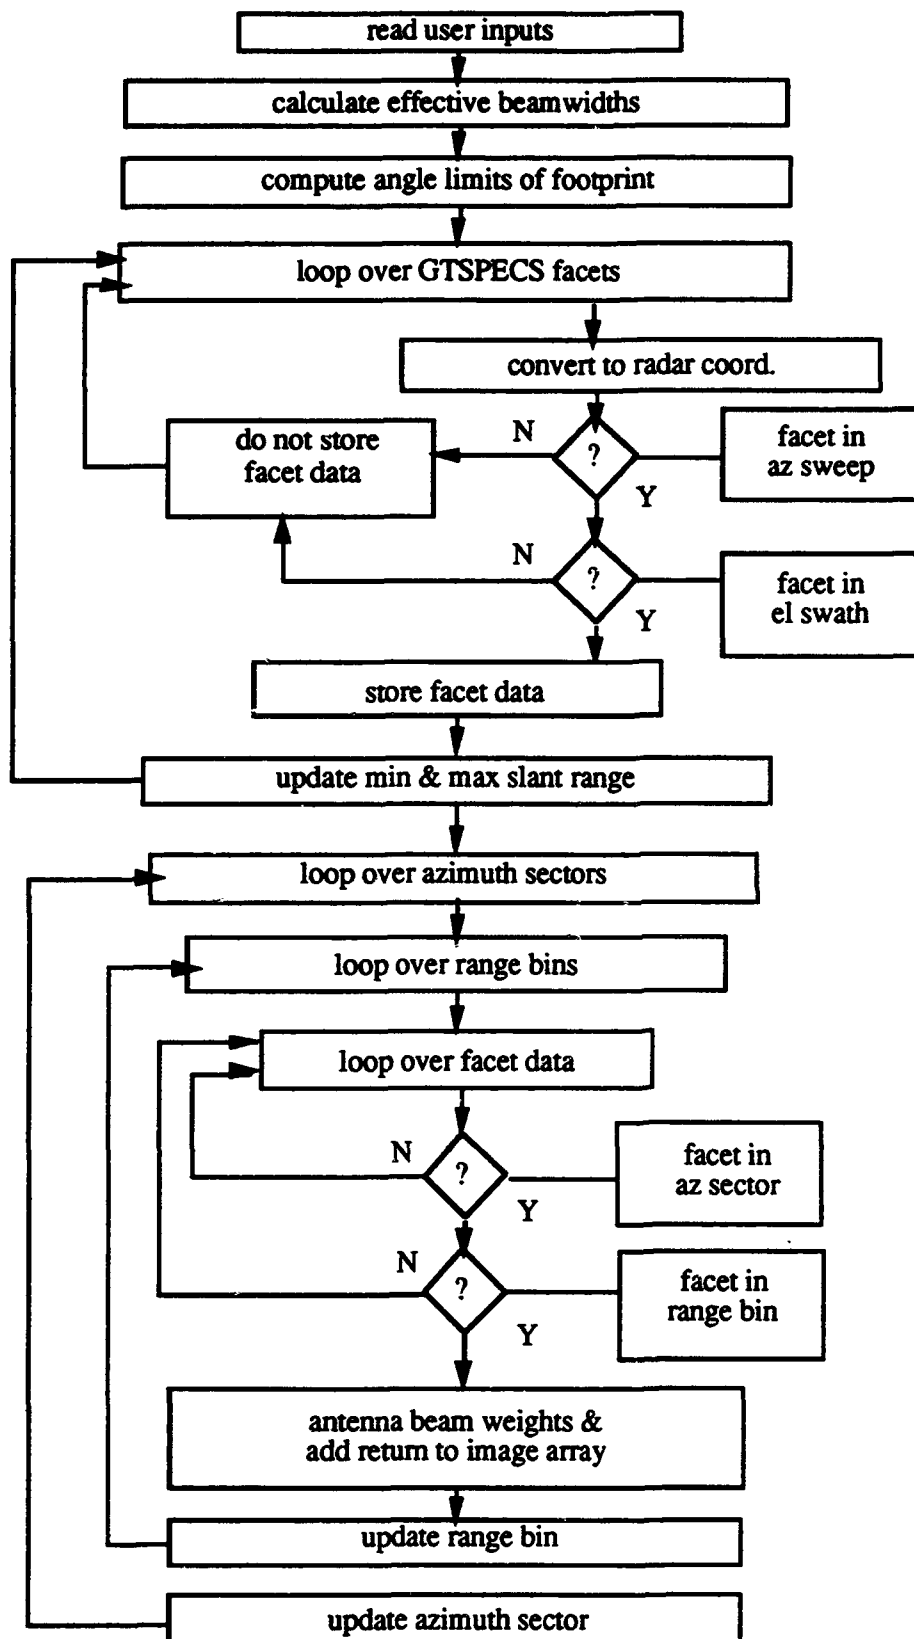 read user inputs
calculate effective beamwidths
compute angle limits of footprint
loop over GTSPECS facets
convert to radar coord.
do not store
facet data
N
?
Y
facet in
az sweep
N
?
Y
facet in
el swath
store facet data
update min & max slant range
loop over azimuth sectors
loop over range bins
loop over facet data
N
?
Y
facet in
az sector
N
?
Y
facet in
range bin
antenna beam weights &
add return to image array
update range bin
update azimuth sector